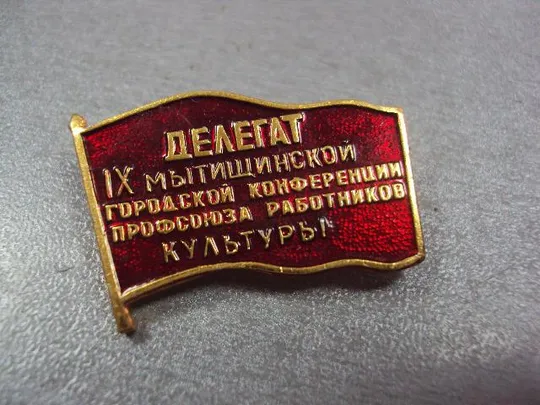 ДЕЛЕГАТ
IX МЫТИЩИНСКОЙ
ГОРОДСКОЙ КОНФЕРЕНЦИИ
ПРОФСОЮЗА РАБОТНИКОВ
КУЛЬТУРЫ